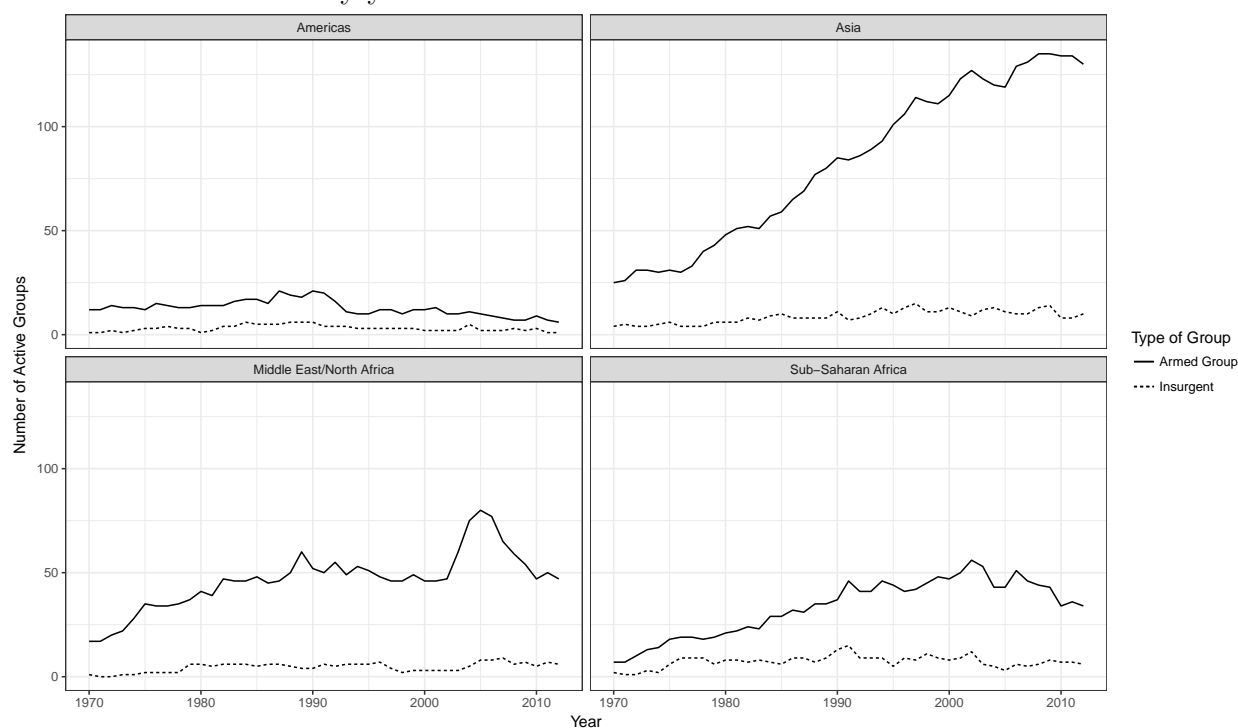 Americas
Asia
100
50
0
Middle East/North Africa
Sub−Saharan Africa
100
50
0
1970 1980 1990 2000 2010
1970 1980 1990 2000 2010
Year
Number of Active Groups
Type of Group
Armed Group
Insurgent